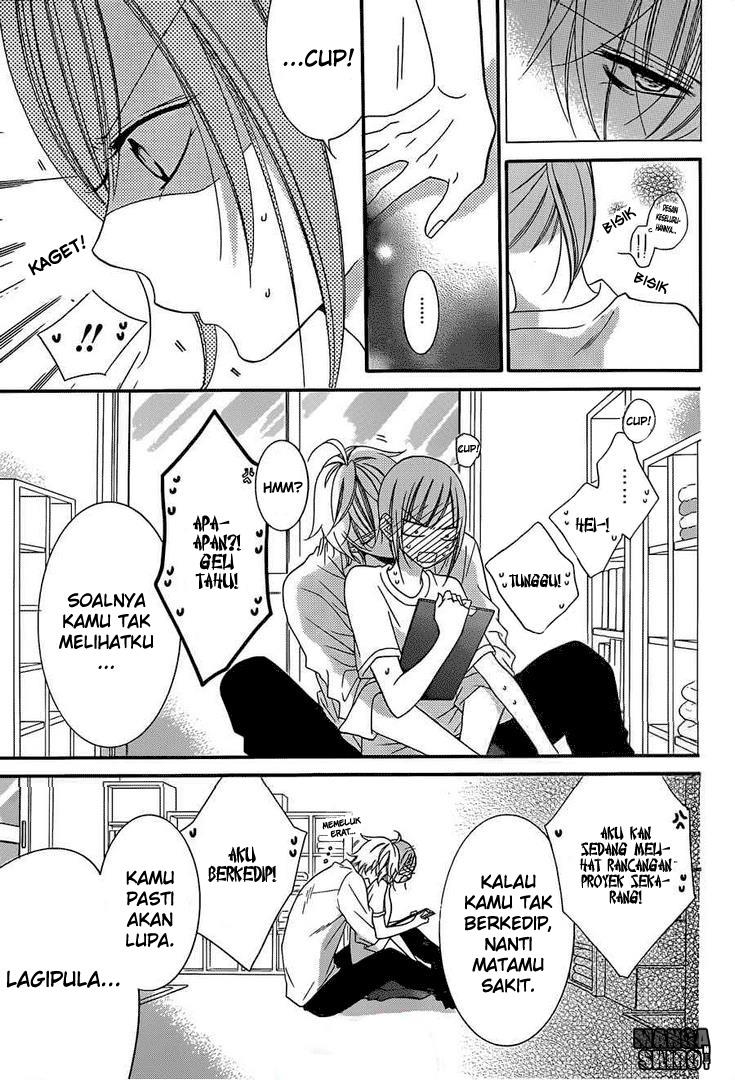 BISIK
DESAN
KESELURU-
HANNYA..
BISIK
.......
...CUP!
KAGET!
!!
CUP!
.......
HEI-!
TUNGGU!
CUP!
HMM?
APA-
APAN?!
GELI
TAHU!
SOALNYA
KAMU TAK
MELIHATKU
...
AKU KAN
SEDANG MELI-
HAT RANCANGAN
PROYEK SEKA-
RANG!
KALAU
KAMU TAK
BERKEDIP,
NANTI
MATAMU
SAKIT.
MEMELUK
ERAT...
AKU
BERKEDIP!
KAMU
PASTI
AKAN
LUPA.
LAGIPULA...
MANGA